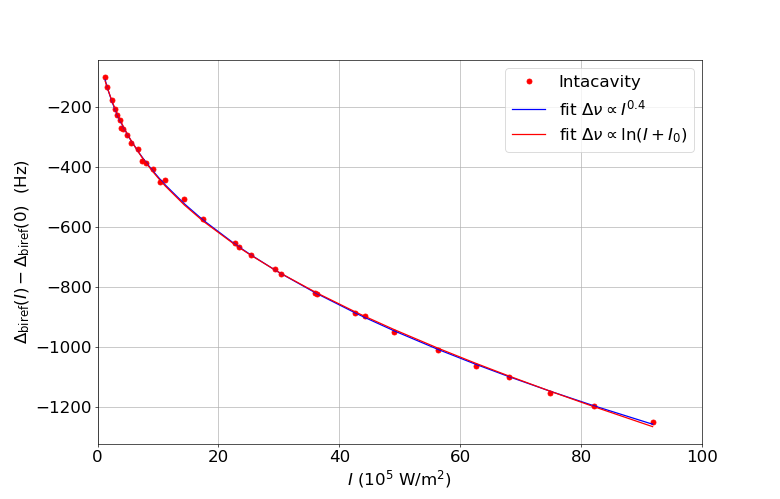 Intacavity
fit Δν ∝ I^0.4
fit Δν ∝ ln(I + I₀)
Δ_biref(I) − Δ_biref(0)  (Hz)
−200
−400
−600
−800
−1000
−1200
0 20 40 60 80 100
I (10⁵ W/m²)